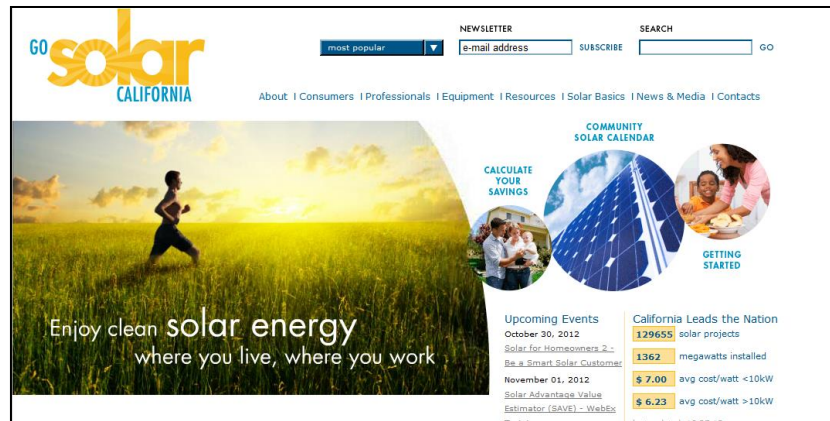 GO solar CALIFORNIA
most popular
NEWSLETTER
e-mail address
SUBSCRIBE
SEARCH
GO
About | Consumers | Professionals | Equipment | Resources | Solar Basics | News & Media | Contacts
Enjoy clean solar energy
where you live, where you work
CALCULATE
YOUR
SAVINGS
COMMUNITY
SOLAR CALENDAR
GETTING
STARTED
Upcoming Events
October 30, 2012
Solar for Homeowners 2 -
Be a Smart Solar Customer
November 01, 2012
Solar Advantage Value
Estimator (SAVE) - WebEx
California Leads the Nation
129655 solar projects
1362 megawatts installed
$ 7.00 avg cost/watt <10kW
$ 6.23 avg cost/watt >10kW